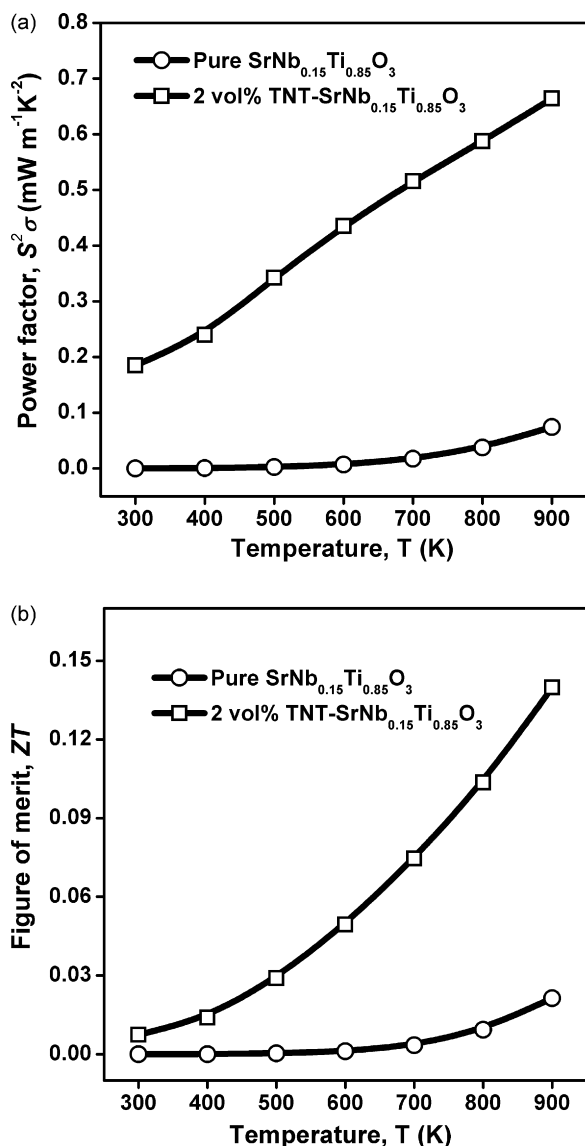 (a)
Pure SrNb0.15Ti0.85O3
2 vol% TNT-SrNb0.15Ti0.85O3
Power factor, S²σ (mW m⁻¹K⁻²)
0.8
0.7
0.6
0.5
0.4
0.3
0.2
0.1
0.0
300 400 500 600 700 800 900
Temperature, T (K)
(b)
Pure SrNb0.15Ti0.85O3
2 vol% TNT-SrNb0.15Ti0.85O3
Figure of merit, ZT
0.15
0.12
0.09
0.06
0.03
0.00
300 400 500 600 700 800 900
Temperature, T (K)